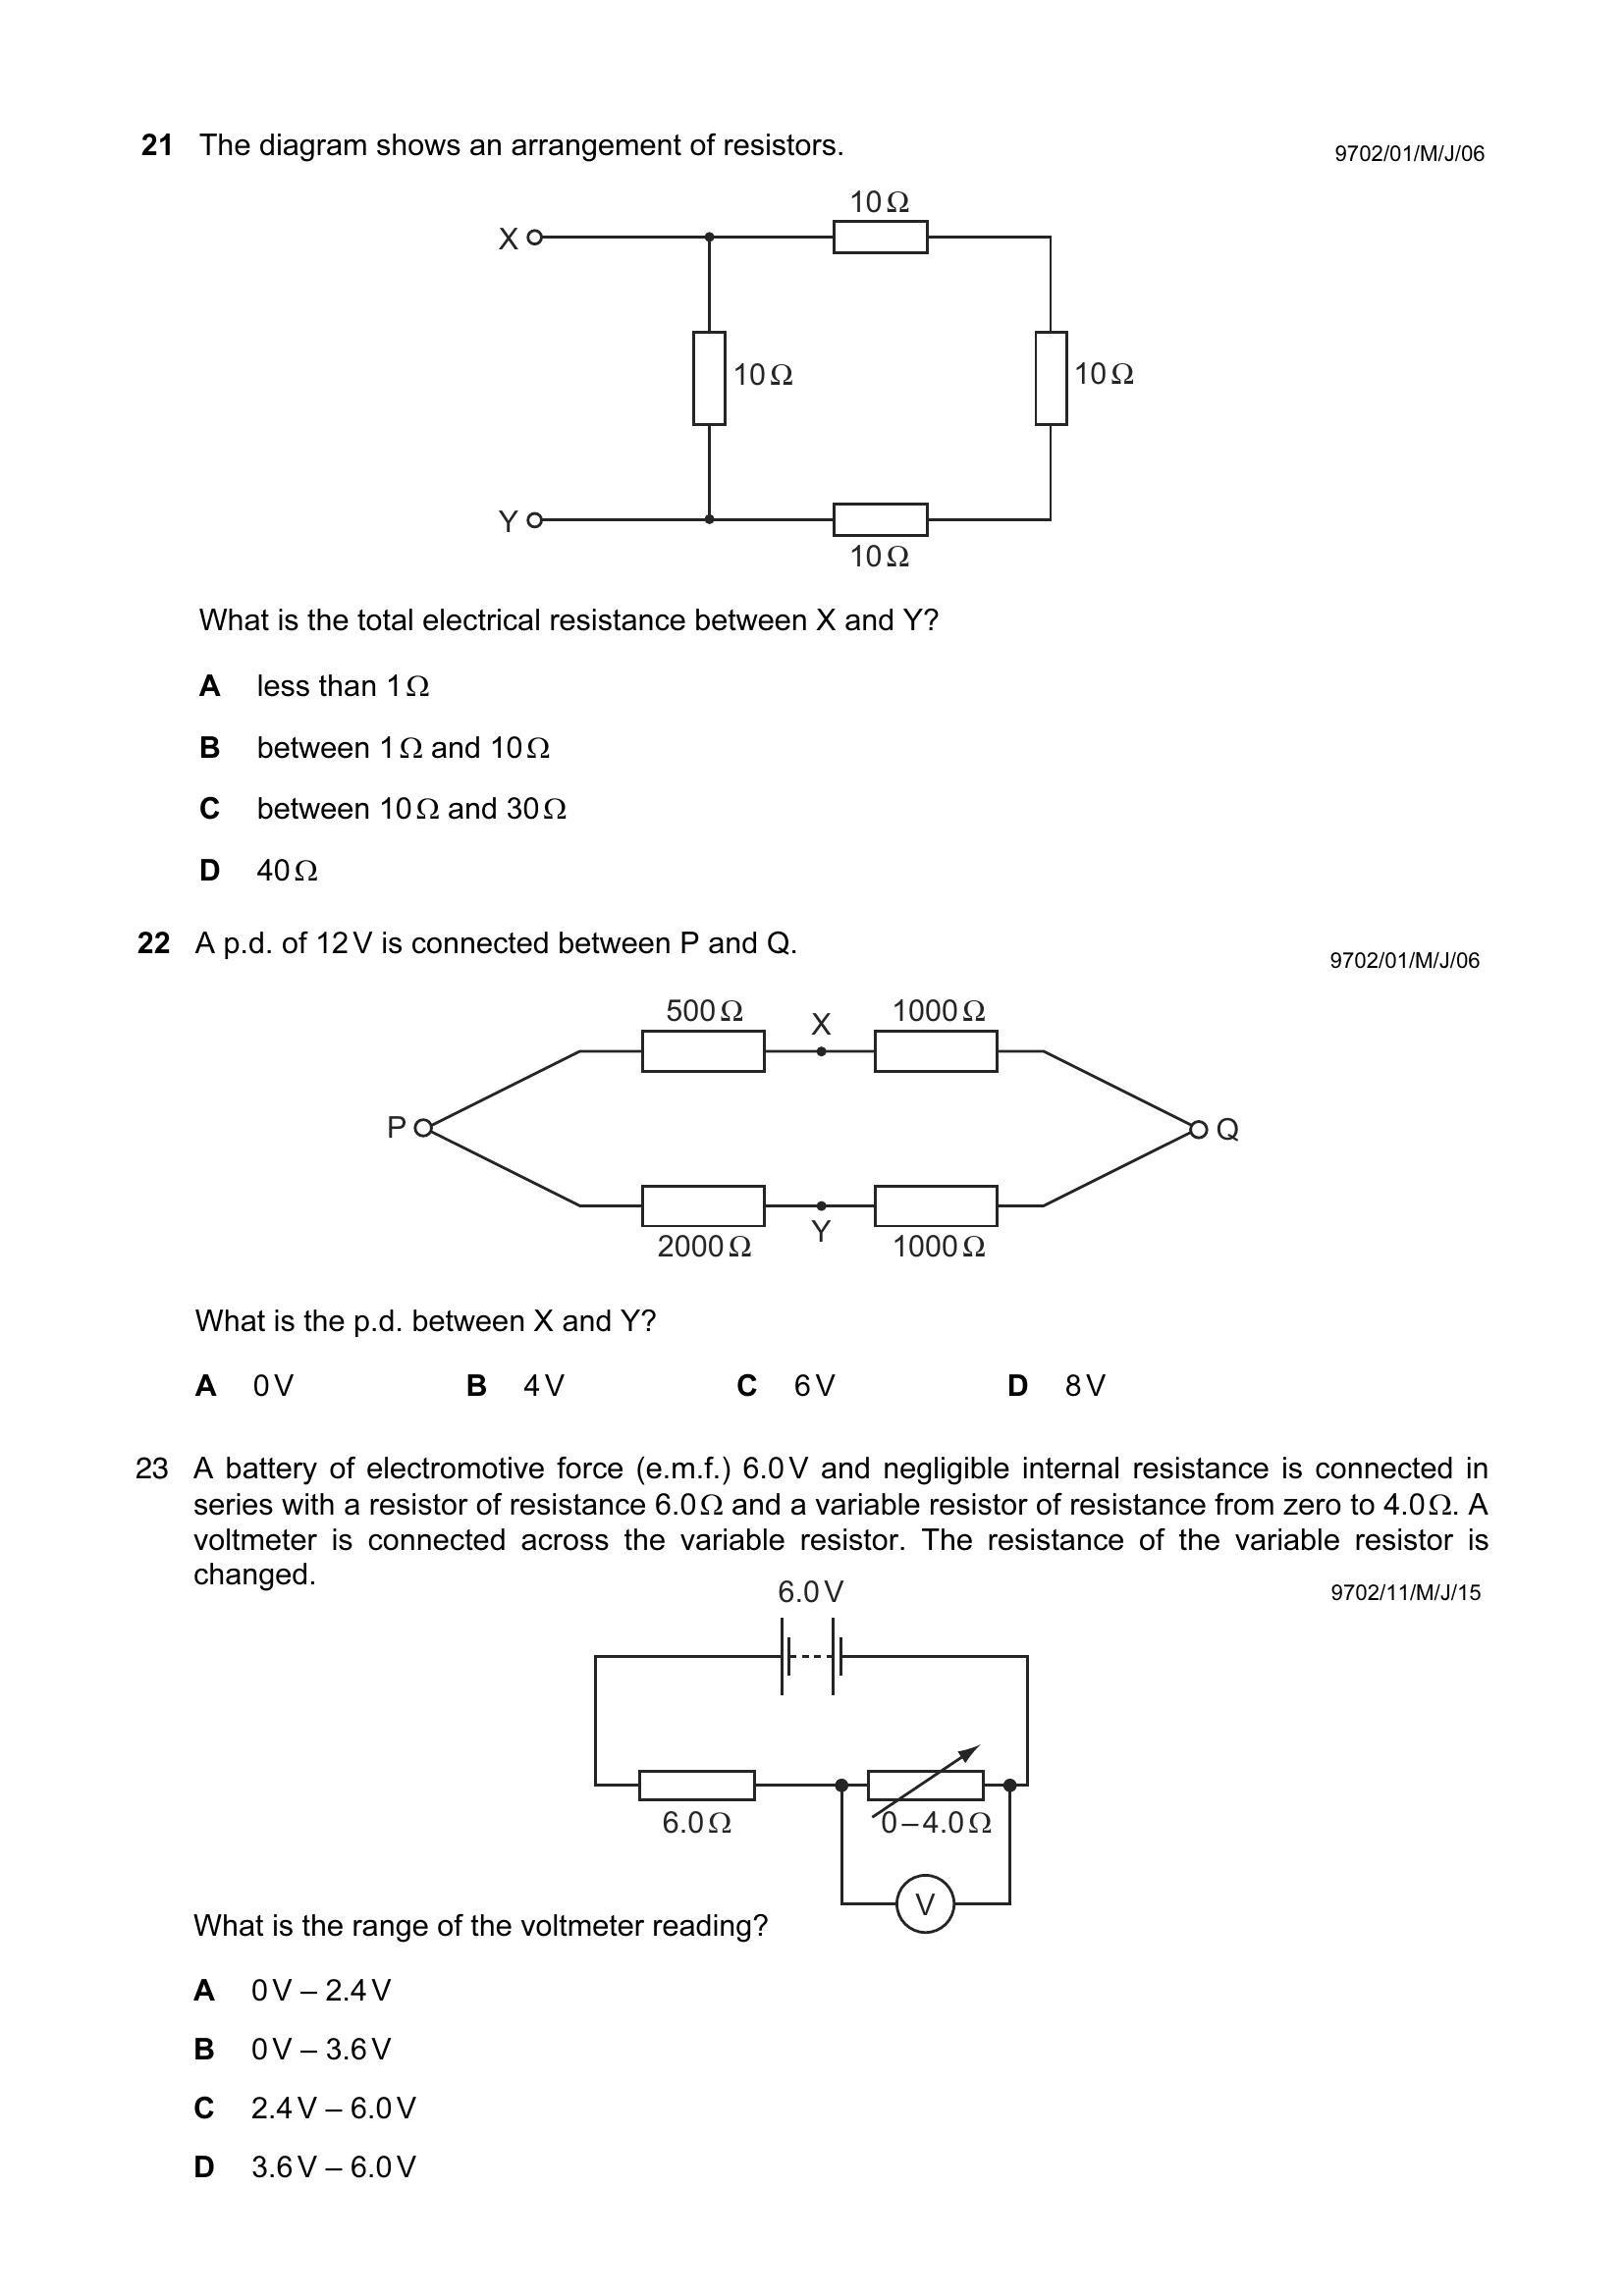 21 The diagram shows an arrangement of resistors.
9702/01/M/J/06
10 Ω
X
10 Ω
10 Ω
Y
10 Ω
What is the total electrical resistance between X and Y?
A less than 1 Ω
B between 1 Ω and 10 Ω
C between 10 Ω and 30 Ω
D 40 Ω
22 A p.d. of 12 V is connected between P and Q.
9702/01/M/J/06
500 Ω X 1000 Ω
P Q
2000 Ω Y 1000 Ω
What is the p.d. between X and Y?
A 0 V B 4 V C 6 V D 8 V
23 A battery of electromotive force (e.m.f.) 6.0 V and negligible internal resistance is connected in
series with a resistor of resistance 6.0 Ω and a variable resistor of resistance from zero to 4.0 Ω. A
voltmeter is connected across the variable resistor. The resistance of the variable resistor is
changed.
9702/11/M/J/15
6.0 V
6.0 Ω 0 – 4.0 Ω
V
What is the range of the voltmeter reading?
A 0 V – 2.4 V
B 0 V – 3.6 V
C 2.4 V – 6.0 V
D 3.6 V – 6.0 V